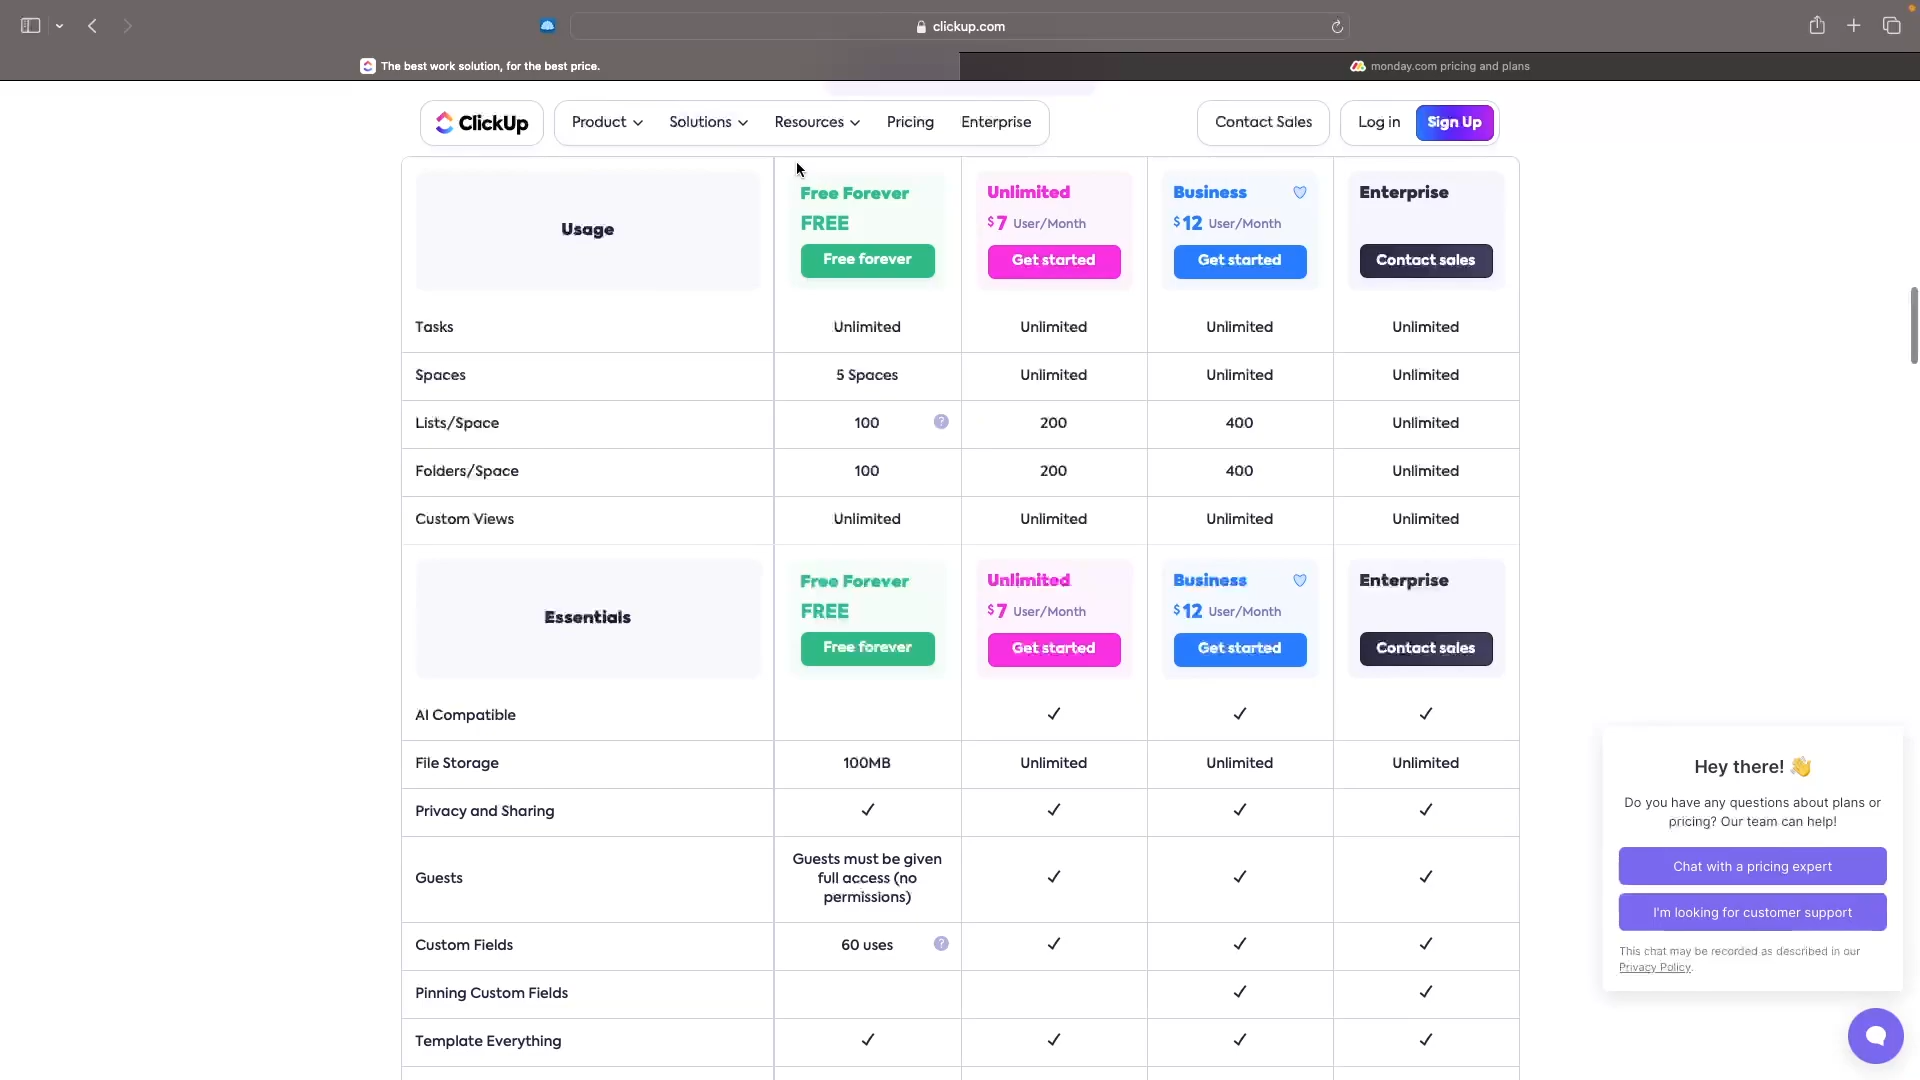 clickup.com
The best work solution, for the best price.
monday.com pricing and plans
ClickUp
Product
Solutions
Resources
Pricing
Enterprise
Contact Sales
Log in
Sign Up
Usage
Free Forever
FREE
Free forever
Unlimited
$7 User/Month
Get started
Business
$12 User/Month
Get started
Enterprise
Contact sales
Tasks Unlimited Unlimited Unlimited Unlimited
Spaces 5 Spaces Unlimited Unlimited Unlimited
Lists/Space 100 ? 200 400 Unlimited
Folders/Space 100 200 400 Unlimited
Custom Views Unlimited Unlimited Unlimited Unlimited
Essentials
Free Forever
FREE
Free forever
Unlimited
$7 User/Month
Get started
Business
$12 User/Month
Get started
Enterprise
Contact sales
AI Compatible ✓ ✓ ✓
File Storage 100MB Unlimited Unlimited Unlimited
Privacy and Sharing ✓ ✓ ✓ ✓
Guests
Guests must be given
full access (no
permissions)
✓ ✓ ✓
Custom Fields 60 uses ? ✓ ✓ ✓
Pinning Custom Fields ✓ ✓
Template Everything ✓ ✓ ✓ ✓
Hey there! 👋
Do you have any questions about plans or
pricing? Our team can help!
Chat with a pricing expert
I'm looking for customer support
This chat may be recorded as described in our
Privacy Policy.